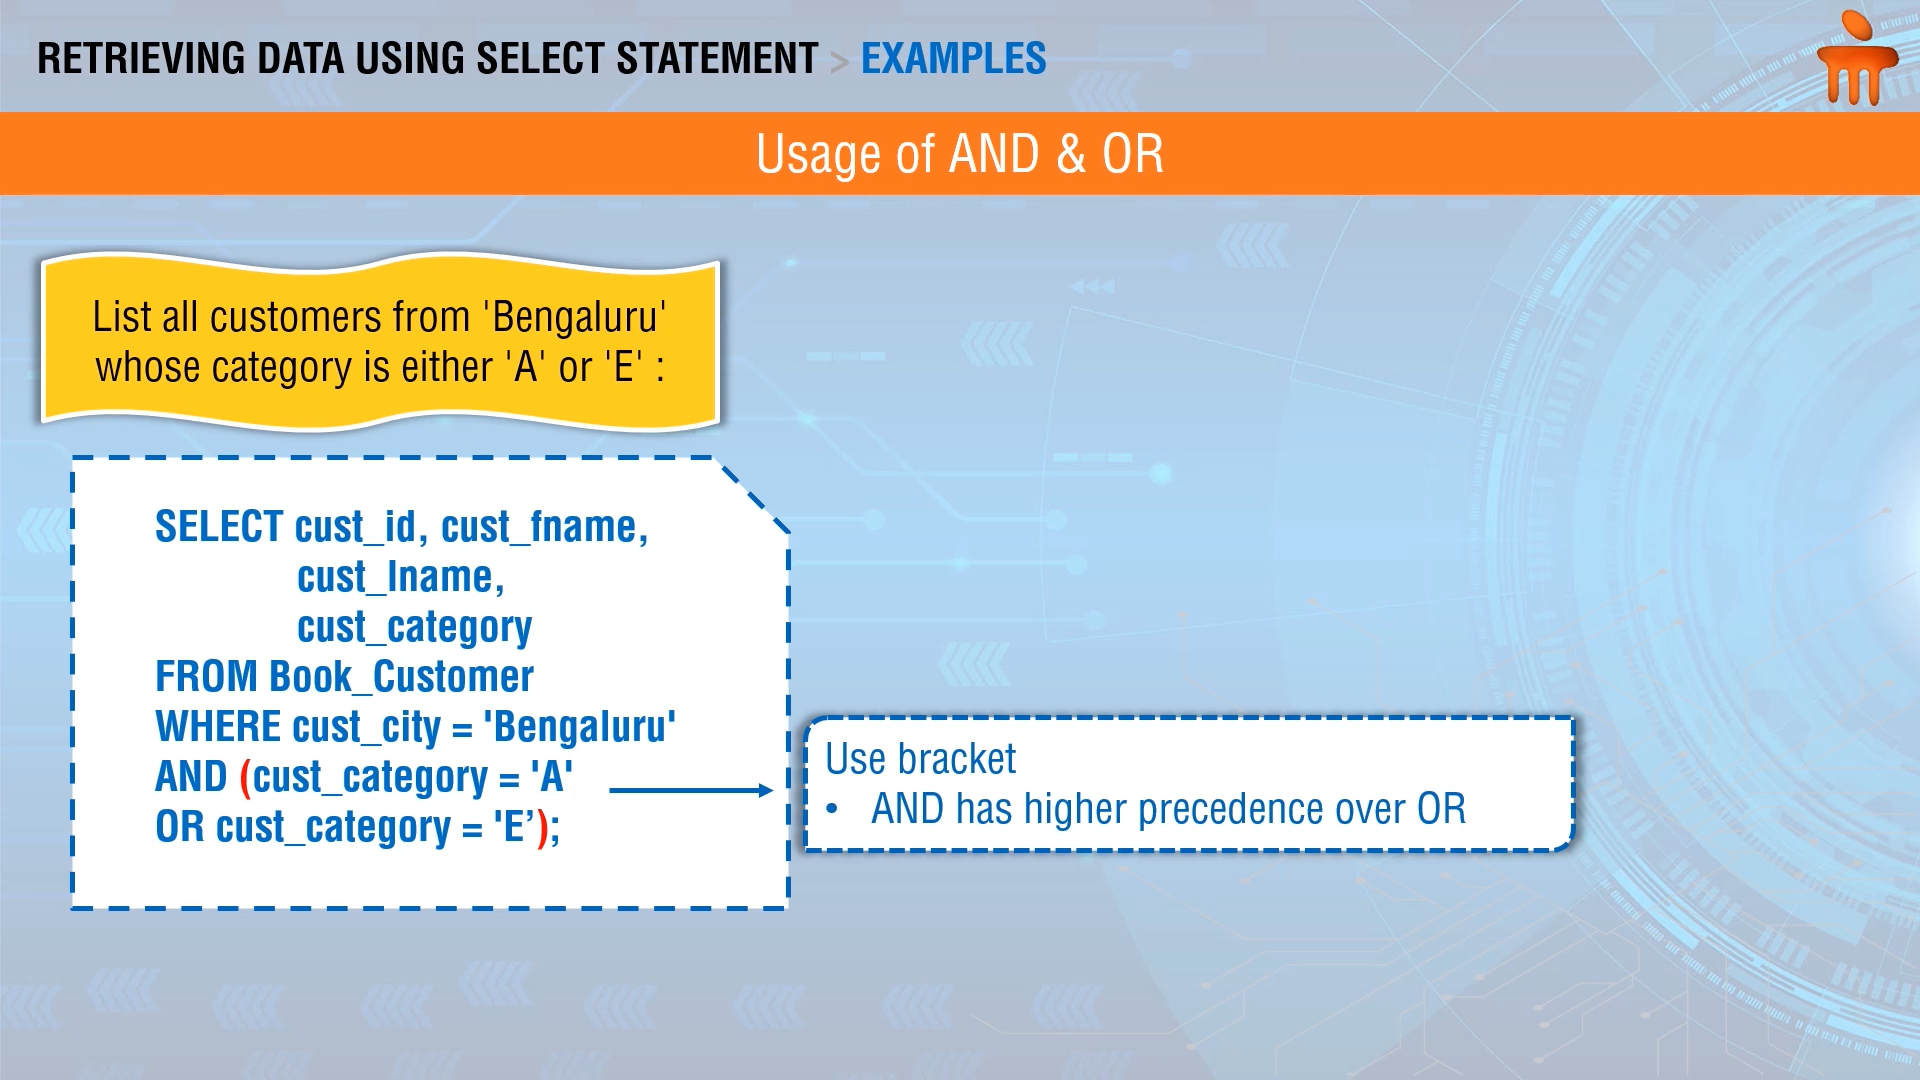 RETRIEVING DATA USING SELECT STATEMENT > EXAMPLES
Usage of AND & OR
List all customers from 'Bengaluru'
whose category is either 'A' or 'E' :
SELECT cust_id, cust_fname,
cust_lname,
cust_category
FROM Book_Customer
WHERE cust_city = 'Bengaluru'
AND (cust_category = 'A'
OR cust_category = 'E’);
Use bracket
• AND has higher precedence over OR